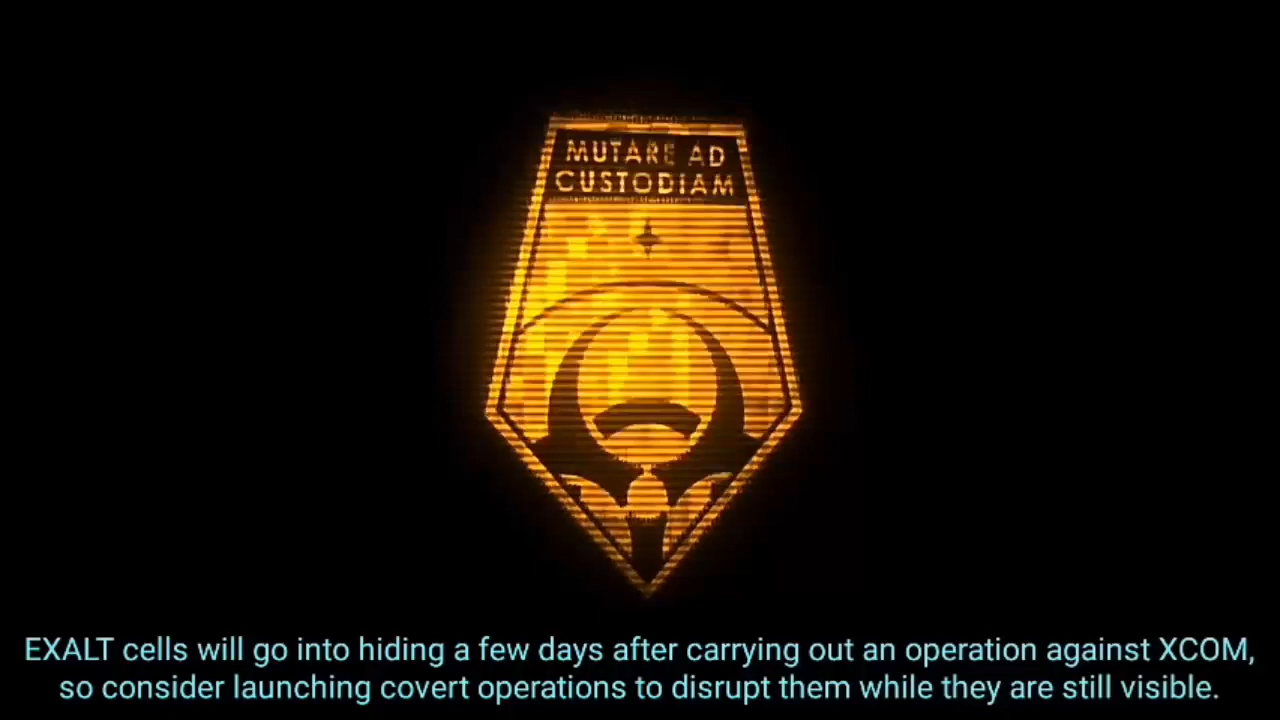 MUTARE AD
CUSTODIAM
EXALT cells will go into hiding a few days after carrying out an operation against XCOM,
so consider launching covert operations to disrupt them while they are still visible.